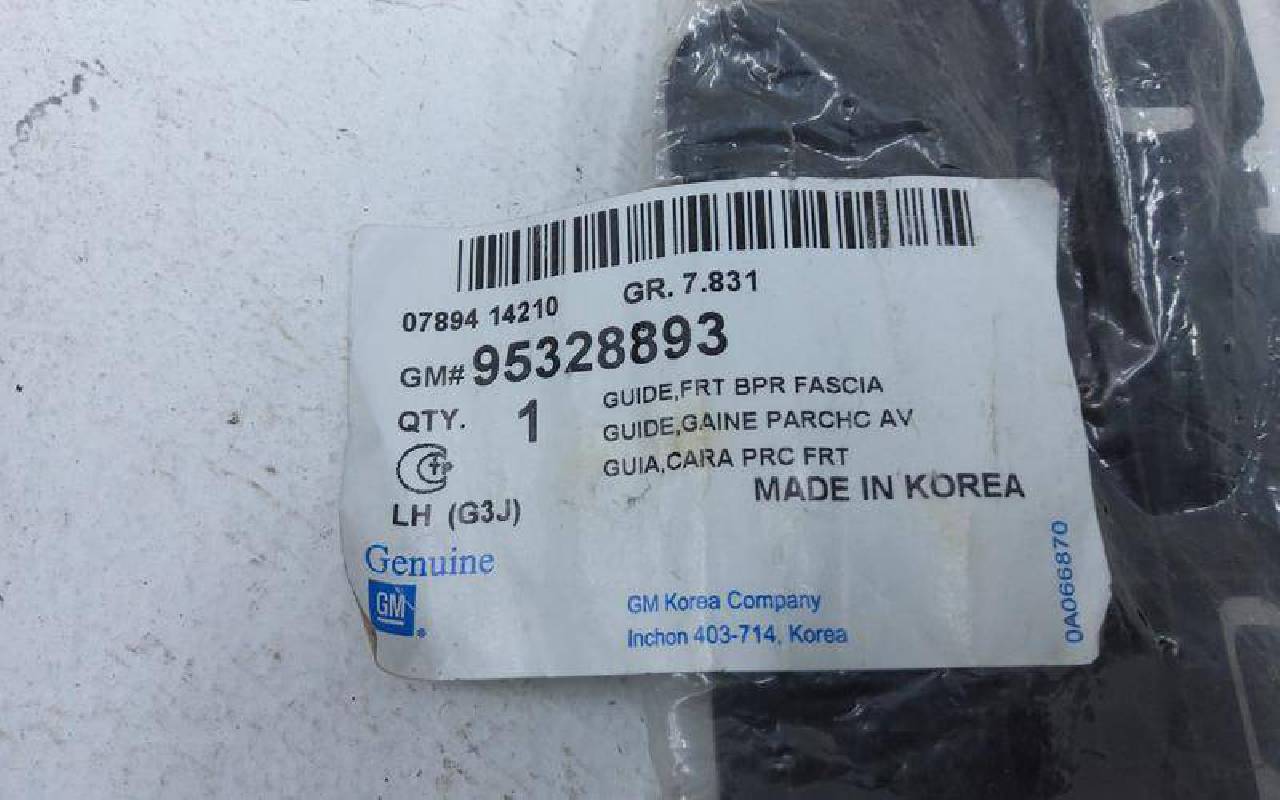 07894 14210 GR. 7.831
GM# 95328893
QTY. 1
GUIDE,FRT BPR FASCIA
GUIDE,GAINE PARCHC AV
GUIA,CARA PRC FRT
MADE IN KOREA
LH (G3J)
Genuine
GM
GM Korea Company
Inchon 403-714, Korea
0A066870